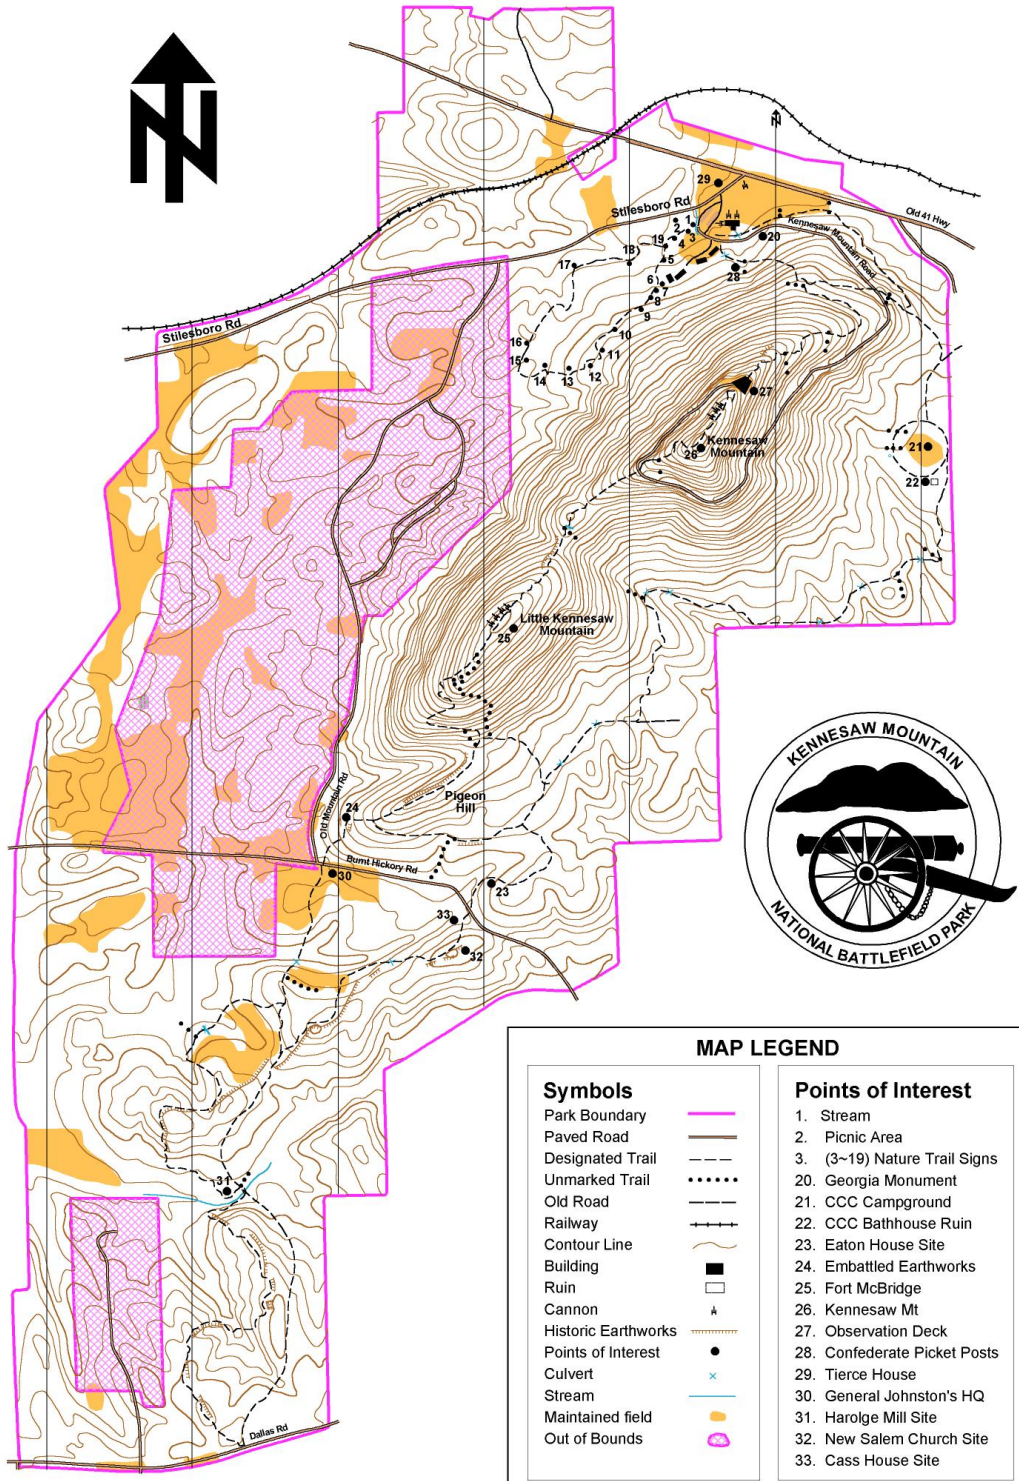 N
N
29
Stilesboro Rd
Old 41 Hwy
1
2
3
4
Kennesaw Mountain Road
20
19
18
5
17
28
6
7
8
9
Stilesboro Rd
10
16
11
15
14
13
12
27
Kennesaw
Mountain
26
21
22
Little Kennesaw
Mountain
25
KENNESAW MOUNTAIN
NATIONAL BATTLEFIELD PARK
Pigeon
Hill
Old Mountain Rd
24
Burnt Hickory Rd
30
23
33
32
31
Dallas Rd
MAP LEGEND
Symbols
Park Boundary
Paved Road
Designated Trail
Unmarked Trail
Old Road
Railway
Contour Line
Building
Ruin
Cannon
Historic Earthworks
Points of Interest
Culvert
Stream
Maintained field
Out of Bounds
Points of Interest
1. Stream
2. Picnic Area
3. (3~19) Nature Trail Signs
20. Georgia Monument
21. CCC Campground
22. CCC Bathhouse Ruin
23. Eaton House Site
24. Embattled Earthworks
25. Fort McBridge
26. Kennesaw Mt
27. Observation Deck
28. Confederate Picket Posts
29. Tierce House
30. General Johnston's HQ
31. Harolge Mill Site
32. New Salem Church Site
33. Cass House Site